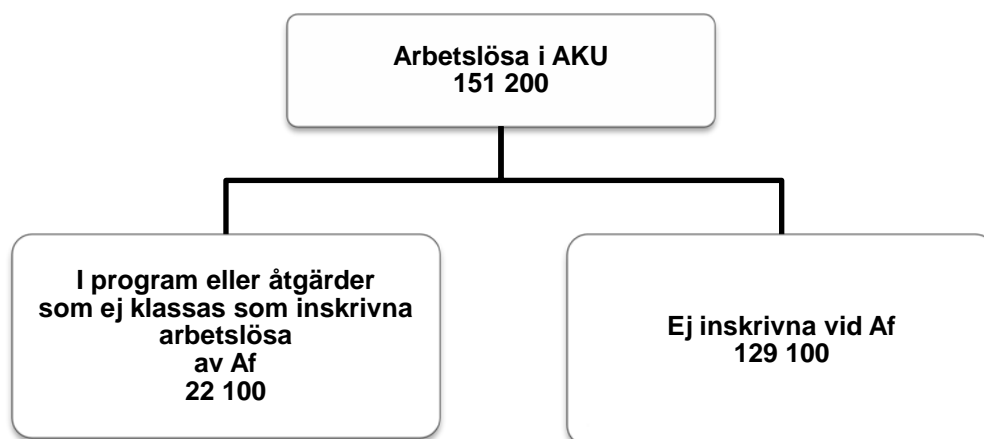 Arbetslösa i AKU
151 200
I program eller åtgärder
som ej klassas som inskrivna
arbetslösa
av Af
22 100
Ej inskrivna vid Af
129 100